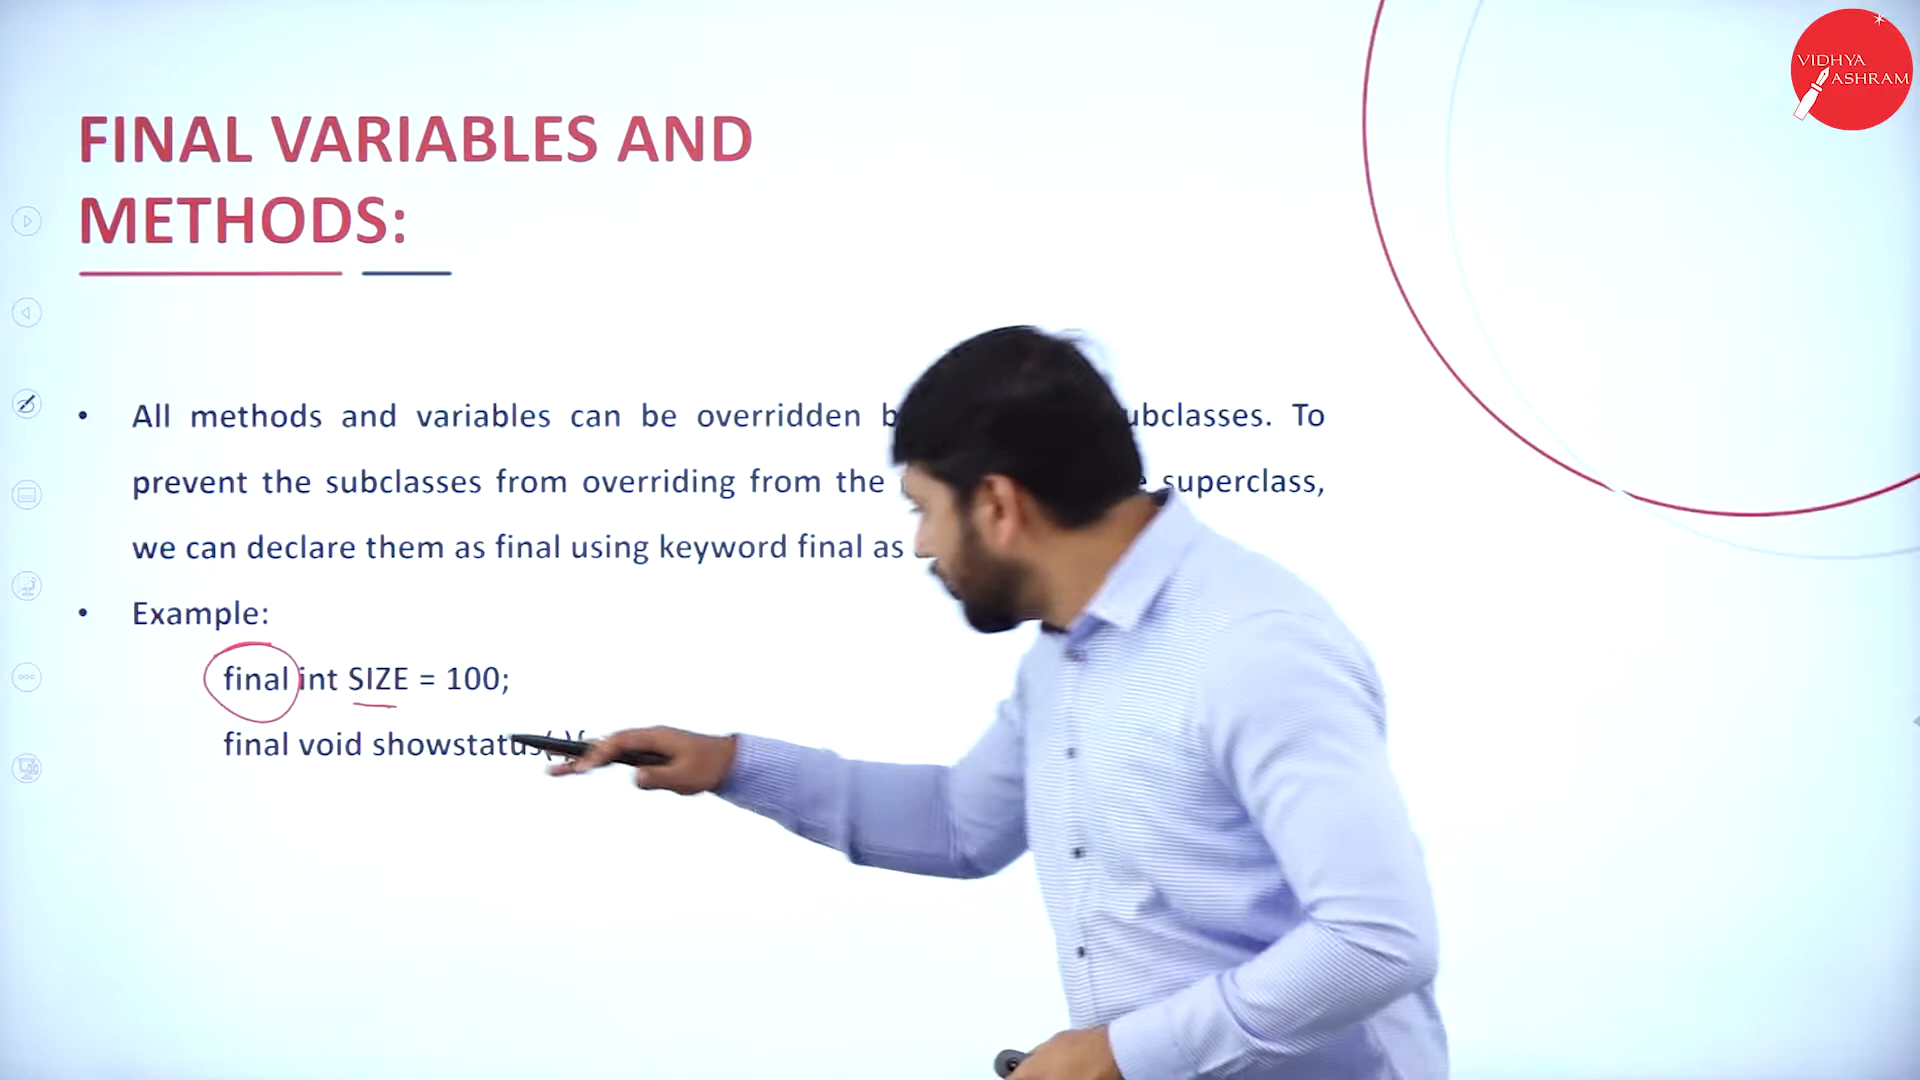 VIDHYA
ASHRAM
FINAL VARIABLES AND
METHODS:
• All methods and variables can be overridden subclasses. To
prevent the subclasses from overriding from the superclass,
we can declare them as final using keyword final as
• Example:
final int SIZE = 100;
final void showstatus( ){